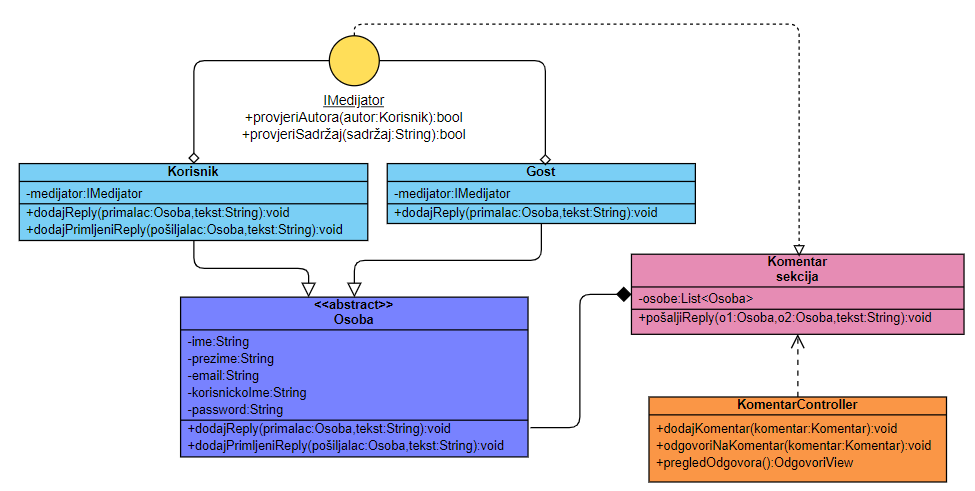 IMedijator
+provjeriAutora(autor:Korisnik):bool
+provjeriSadržaj(sadržaj:String):bool
Korisnik
-medijator:IMedijator
+dodajReply(primalac:Osoba,tekst:String):void
+dodajPrimljeniReply(pošiljalac:Osoba,tekst:String):void
Gost
-medijator:IMedijator
+dodajReply(primalac:Osoba,tekst:String):void
Komentar
sekcija
-osobe:List<Osoba>
+pošaljiReply(o1:Osoba,o2:Osoba,tekst:String):void
<<abstract>>
Osoba
-ime:String
-prezime:String
-email:String
-korisnickoIme:String
-password:String
+dodajReply(primalac:Osoba,tekst:String):void
+dodajPrimljeniReply(pošiljalac:Osoba,tekst:String):void
KomentarController
+dodajKomentar(komentar:Komentar):void
+odgovoriNaKomentar(komentar:Komentar):void
+pregledOdgovora():OdgovoriView